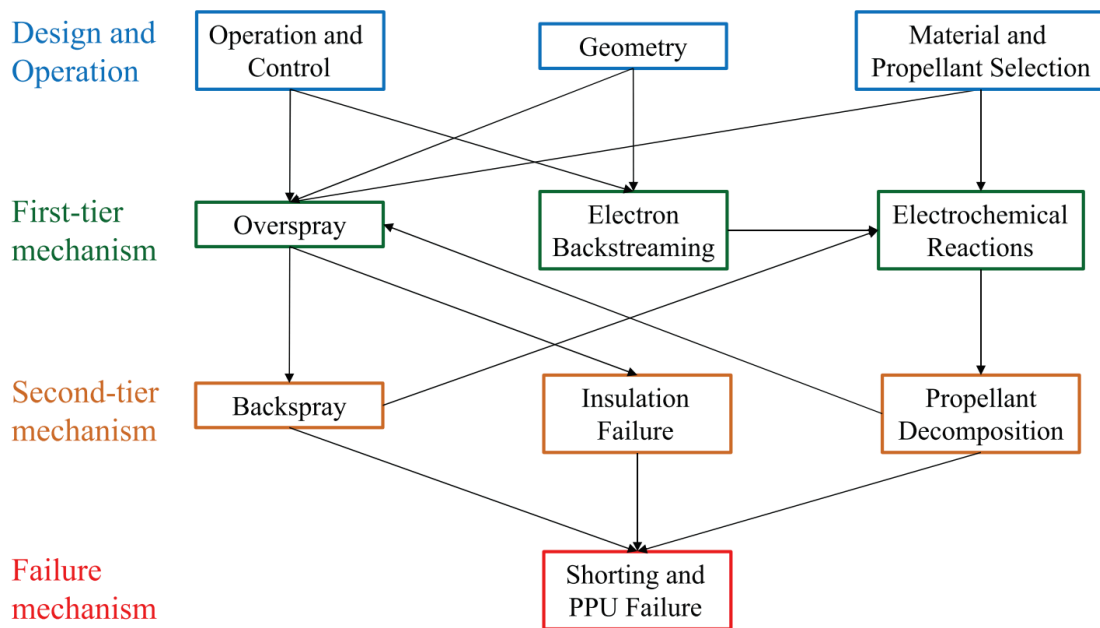 Design and
Operation
Operation and
Control
Geometry
Material and
Propellant Selection
First-tier
mechanism
Overspray
Electron
Backstreaming
Electrochemical
Reactions
Second-tier
mechanism
Backspray
Insulation
Failure
Propellant
Decomposition
Failure
mechanism
Shorting and
PPU Failure